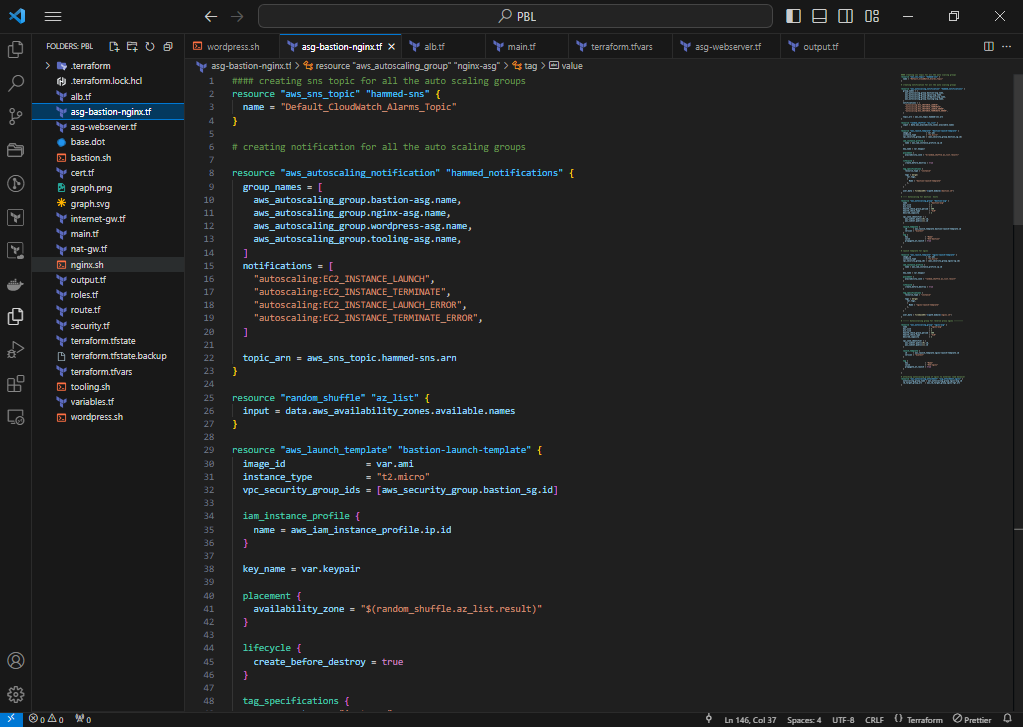 PBL
FOLDERS: PBL
wordpress.sh
asg-bastion-nginx.tf
alb.tf
main.tf
terraform.tfvars
asg-webserver.tf
output.tf
asg-bastion-nginx.tf > resource "aws_autoscaling_group" "nginx-asg" > tag > value
.terraform
.terraform.lock.hcl
alb.tf
asg-bastion-nginx.tf
asg-webserver.tf
base.dot
bastion.sh
cert.tf
graph.png
graph.svg
internet-gw.tf
main.tf
nat-gw.tf
nginx.sh
output.tf
roles.tf
route.tf
security.tf
terraform.tfstate
terraform.tfstate.backup
terraform.tfvars
tooling.sh
variables.tf
wordpress.sh
1 #### creating sns topic for all the auto scaling groups
2 resource "aws_sns_topic" "hammed-sns" {
3 name = "Default_CloudWatch_Alarms_Topic"
4 }
5
6 # creating notification for all the auto scaling groups
7
8 resource "aws_autoscaling_notification" "hammed_notifications" {
9 group_names = [
10 aws_autoscaling_group.bastion-asg.name,
11 aws_autoscaling_group.nginx-asg.name,
12 aws_autoscaling_group.wordpress-asg.name,
13 aws_autoscaling_group.tooling-asg.name,
14 ]
15 notifications = [
16 "autoscaling:EC2_INSTANCE_LAUNCH",
17 "autoscaling:EC2_INSTANCE_TERMINATE",
18 "autoscaling:EC2_INSTANCE_LAUNCH_ERROR",
19 "autoscaling:EC2_INSTANCE_TERMINATE_ERROR",
20 ]
21
22 topic_arn = aws_sns_topic.hammed-sns.arn
23 }
24
25 resource "random_shuffle" "az_list" {
26 input = data.aws_availability_zones.available.names
27 }
28
29 resource "aws_launch_template" "bastion-launch-template" {
30 image_id = var.ami
31 instance_type = "t2.micro"
32 vpc_security_group_ids = [aws_security_group.bastion_sg.id]
33
34 iam_instance_profile {
35 name = aws_iam_instance_profile.ip.id
36 }
37
38 key_name = var.keypair
39
40 placement {
41 availability_zone = "$(random_shuffle.az_list.result)"
42 }
43
44 lifecycle {
45 create_before_destroy = true
46 }
47
48 tag_specifications {
0 0 0
Ln 146, Col 37 Spaces: 4 UTF-8 CRLF Terraform Prettier